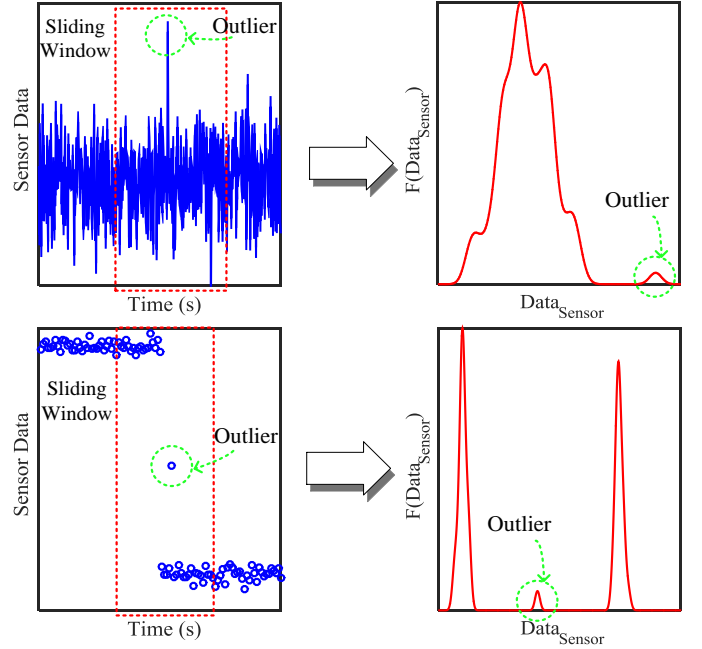 Sliding
Window
Outlier
Sensor Data
Time (s)
F(Data_Sensor)
Outlier
Data_Sensor
Sliding
Window
Outlier
Sensor Data
Time (s)
F(Data_Sensor)
Outlier
Data_Sensor